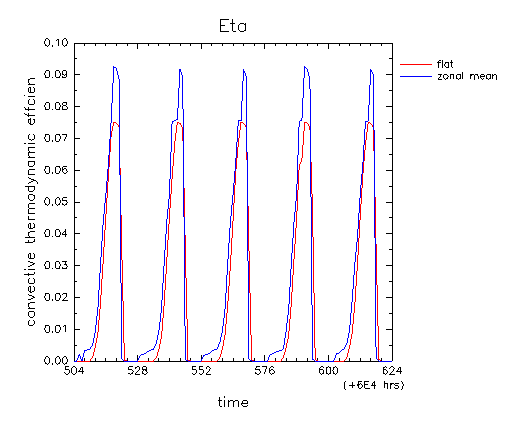 Eta
0.10
0.09
0.08
0.07
0.06
0.05
0.04
0.03
0.02
0.01
0.00
convective thermodynamic effcien
flat
zonal mean
504 528 552 576 600 624
(+6E4 hrs)
time